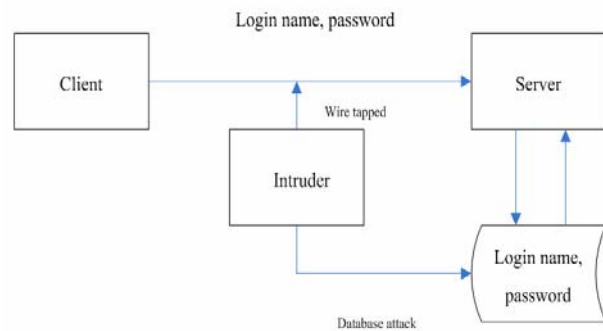 Login name, password
Client
Server
Wire tapped
Intruder
Login name,
password
Database attack